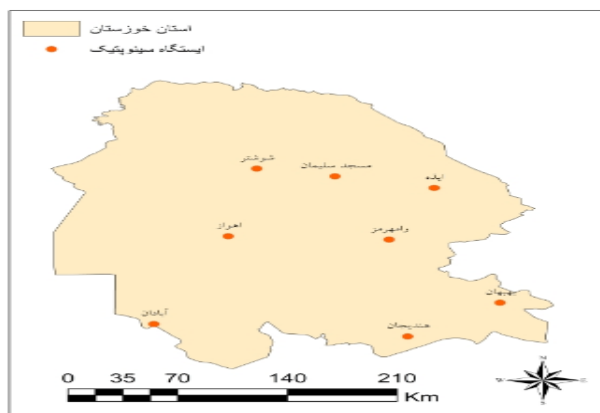 استان خوزستان
ایستگاه سینوپتیک
شوشتر
مسجد سلیمان
ایذه
اهواز
رامهرمز
بهبهان
آبادان
هندیجان
0 35 70 140 210
Km
N
W E
S